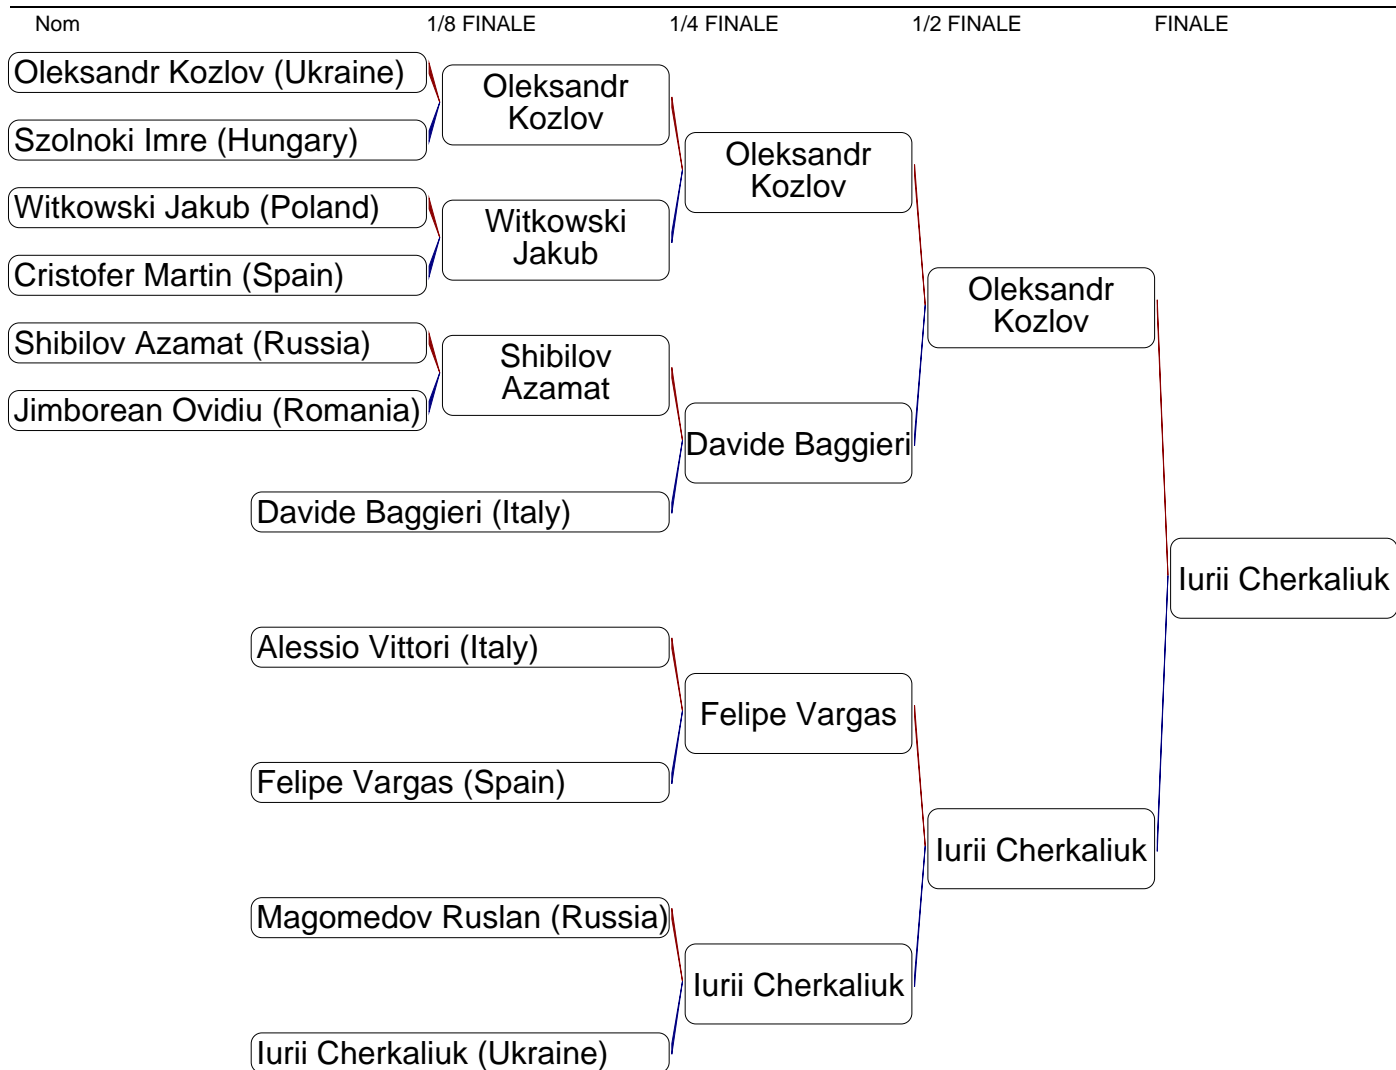 Nom 1/8 FINALE 1/4 FINALE 1/2 FINALE FINALE
Oleksandr Kozlov (Ukraine)
Szolnoki Imre (Hungary)
Witkowski Jakub (Poland)
Cristofer Martin (Spain)
Shibilov Azamat (Russia)
Jimborean Ovidiu (Romania)
Davide Baggieri (Italy)
Alessio Vittori (Italy)
Felipe Vargas (Spain)
Magomedov Ruslan (Russia)
Iurii Cherkaliuk (Ukraine)
Oleksandr
Kozlov
Witkowski
Jakub
Shibilov
Azamat
Oleksandr
Kozlov
Davide Baggieri
Felipe Vargas
Iurii Cherkaliuk
Oleksandr
Kozlov
Iurii Cherkaliuk
Iurii Cherkaliuk